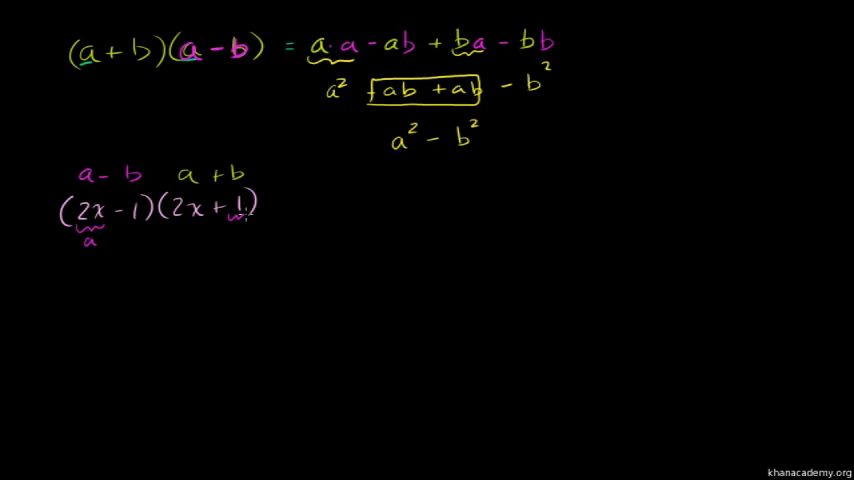 (a + b)(a - b) = a·a - ab + ba - bb
a² - ab + ab - b²
a² - b²
a - b a + b
(2x - 1)(2x + 1)
a
khanacademy.org